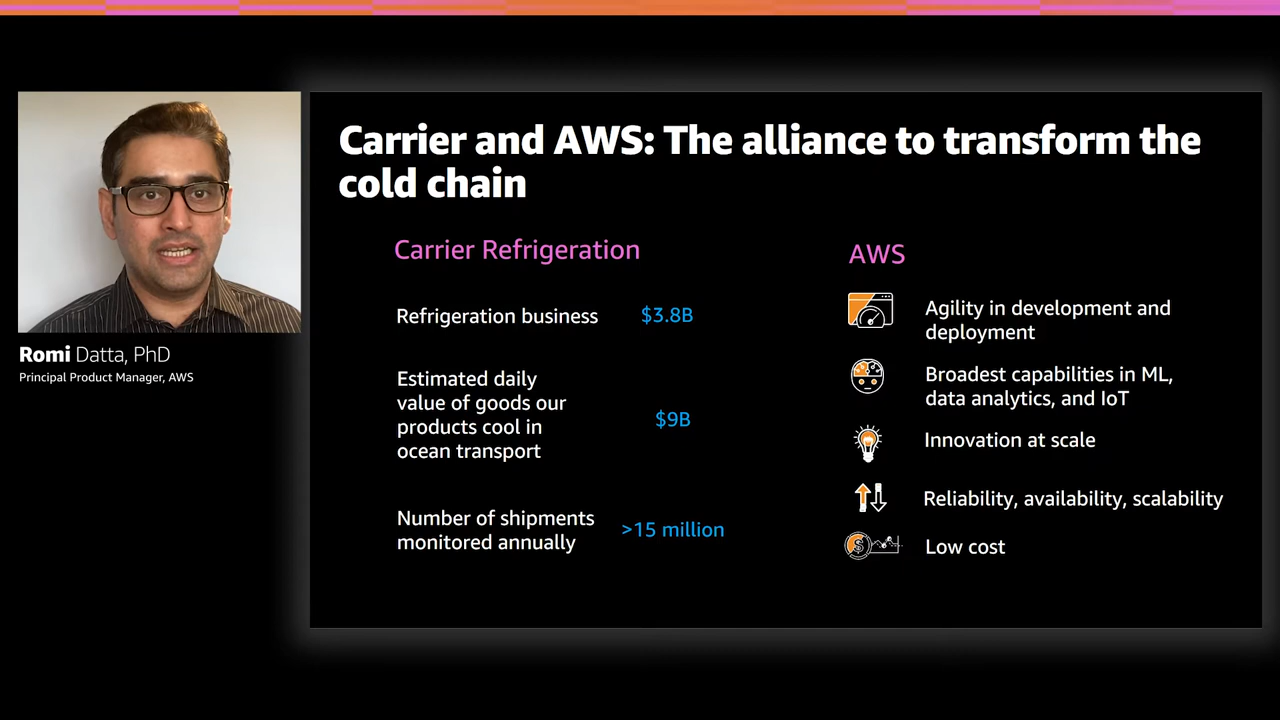 Carrier and AWS: The alliance to transform the
cold chain
Carrier Refrigeration
Refrigeration business
$3.8B
Estimated daily
value of goods our
products cool in
ocean transport
$9B
Number of shipments
monitored annually
>15 million
AWS
Agility in development and
deployment
Broadest capabilities in ML,
data analytics, and IoT
Innovation at scale
Reliability, availability, scalability
$
Low cost
Romi Datta, PhD
Principal Product Manager, AWS